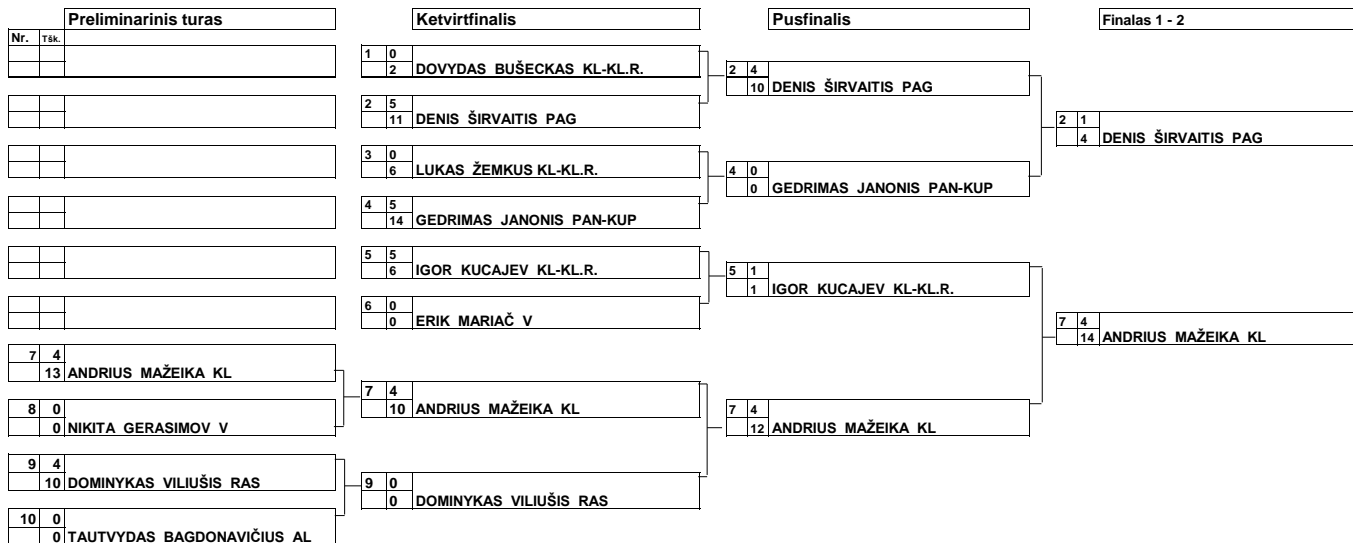 Preliminarinis turas
Nr. Tšk.
7 4
13 ANDRIUS MAŽEIKA KL
8 0
0 NIKITA GERASIMOV V
9 4
10 DOMINYKAS VILIUŠIS RAS
10 0
0 TAUTVYDAS BAGDONAVIČIUS AL
Ketvirtfinalis
1 0
2 DOVYDAS BUŠECKAS KL-KL.R.
2 5
11 DENIS ŠIRVAITIS PAG
3 0
6 LUKAS ŽEMKUS KL-KL.R.
4 5
14 GEDRIMAS JANONIS PAN-KUP
5 5
6 IGOR KUCAJEV KL-KL.R.
6 0
0 ERIK MARIAČ V
7 4
10 ANDRIUS MAŽEIKA KL
9 0
0 DOMINYKAS VILIUŠIS RAS
Pusfinalis
2 4
10 DENIS ŠIRVAITIS PAG
4 0
0 GEDRIMAS JANONIS PAN-KUP
5 1
1 IGOR KUCAJEV KL-KL.R.
7 4
12 ANDRIUS MAŽEIKA KL
Finalas 1 - 2
2 1
4 DENIS ŠIRVAITIS PAG
7 4
14 ANDRIUS MAŽEIKA KL